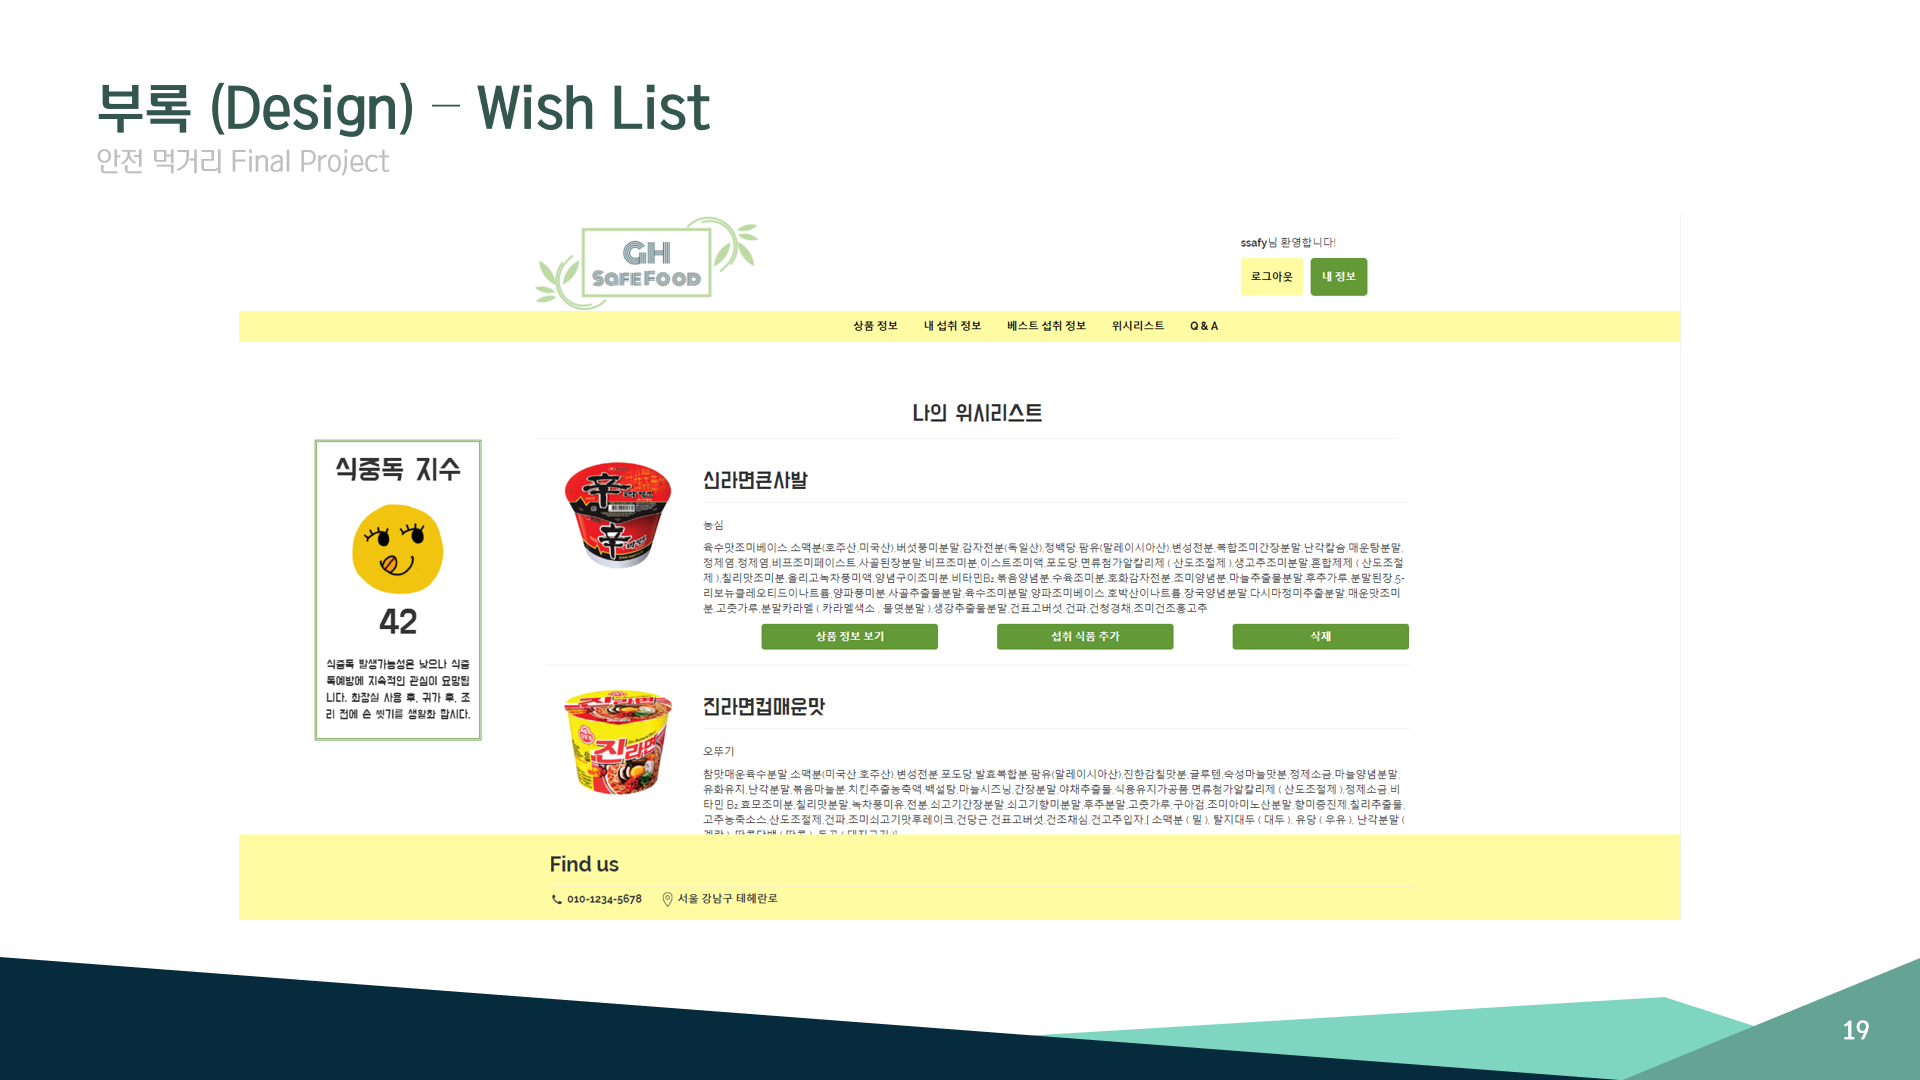 부록 (Design) – Wish List
안전 먹거리 Final Project
GH
SaFEFOOD
ssafy님 환영합니다!
로그아웃
내 정보
상품 정보
내 섭취 정보
베스트 섭취 정보
위시리스트
Q & A
나의 위시리스트
식중독 지수
42
식중독 발생가능성은 낮으나 식중
독예방에 지속적인 관심이 요망됩
니다. 화장실 사용 후, 귀가 후, 조
리 전에 손 씻기를 생활화 합시다.
辛
辛
신라면큰사발
농심
육수맛조미베이스,소맥분(호주산,미국산),버섯풍미분말,감자전분(독일산),정백당,팜유(말레이시아산),변성전분,복합조미간장분말,난각칼슘,매운탕분말,
정제염,정제염,비프조미페이스트,사골된장분말,비프조미분,이스트조미액,포도당,면류첨가알칼리제 ( 산도조절제 ),생고추조미분말,혼합제제 ( 산도조절
제 ),칠리맛조미분,올리고녹차풍미액,양념구이조미분,비타민B2,볶음양념분,수육조미분,호화감자전분,조미양념분,마늘추출물분말,후추가루,분말된장,5-
리보뉴클레오티드이나트륨,양파풍미분,사골추출물분말,육수조미분말,양파조미베이스,호박산이나트륨,장국양념분말,다시마정미추출분말,매운맛조미
분,고춧가루,분말카라멜 ( 카라멜색소 , 물엿분말 ),생강추출물분말,건표고버섯,건파,건청경채,조미건조홍고추
상품 정보 보기
섭취 식품 추가
삭제
진라면
진라면컵매운맛
오뚜기
참맛매운육수분말,소맥분(미국산,호주산),변성전분,포도당,발효복합분,팜유(말레이시아산),진한감칠맛분,글루텐,숙성마늘맛분,정제소금,마늘양념분말,
유화유지,난각분말,볶음마늘분,치킨추출농축액,백설탕,마늘시즈닝,간장분말,야채추출물,식용유지가공품,면류첨가알칼리제 ( 산도조절제 ),정제소금,비
타민 B2,효모조미분,칠리맛분말,녹차풍미유,전분,쇠고기간장분말,쇠고기향미분말,후추분말,고춧가루,구아검,조미아미노산분말,향미증진제,칠리추출물,
고추농축소스,산도조절제,건파,조미쇠고기맛후레이크,건당근,건표고버섯,건조채심,건고추입자,[ 소맥분 ( 밀 ), 탈지대두 ( 대두 ), 유당 ( 우유 ), 난각분말 (
Find us
010-1234-5678
서울 강남구 테헤란로
19